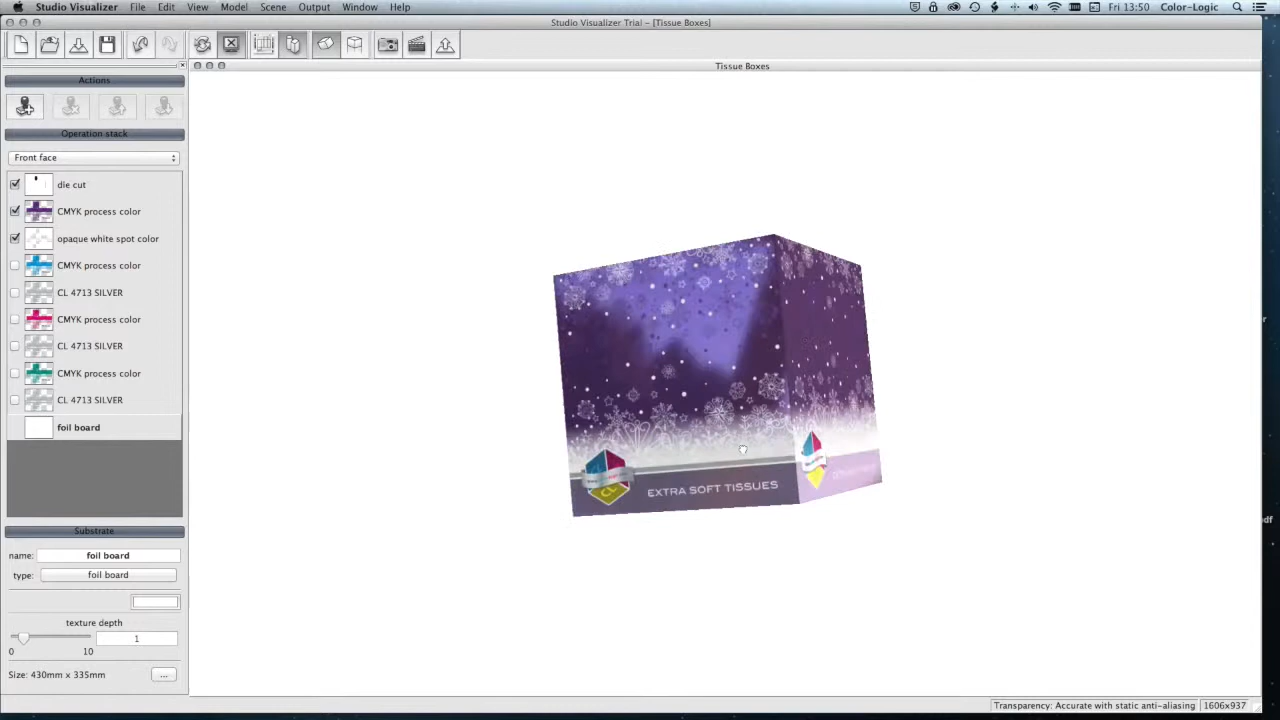 Studio Visualizer File Edit View Model Scene Output Window Help
Fri 13:50 Color-Logic
Studio Visualizer Trial - [Tissue Boxes]
Tissue Boxes
Actions
Operation stack
Front face
die cut
CMYK process color
opaque white spot color
CMYK process color
CL 4713 SILVER
CMYK process color
CL 4713 SILVER
CMYK process color
CL 4713 SILVER
foil board
EXTRA SOFT TISSUES
Substrate
name: foil board
type: foil board
texture depth
1
0 10
Size: 430mm x 335mm
...
Transparency: Accurate with static anti-aliasing 1606x937